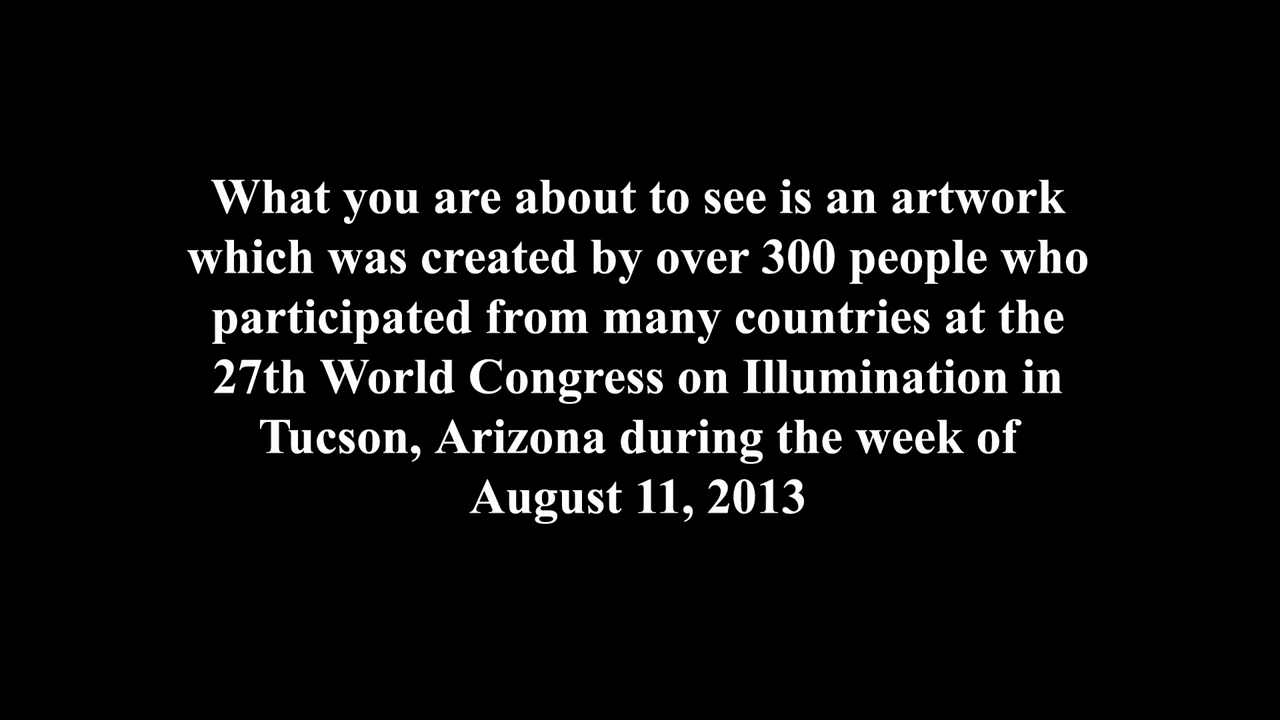 What you are about to see is an artwork
which was created by over 300 people who
participated from many countries at the
27th World Congress on Illumination in
Tucson, Arizona during the week of
August 11, 2013